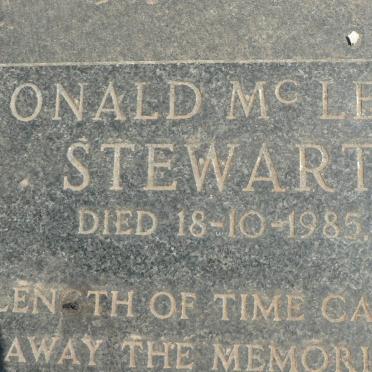 ONALD McLE
STEWART
DIED 18-10-1985.
LENGTH OF TIME CA
AWAY THE MEMORI